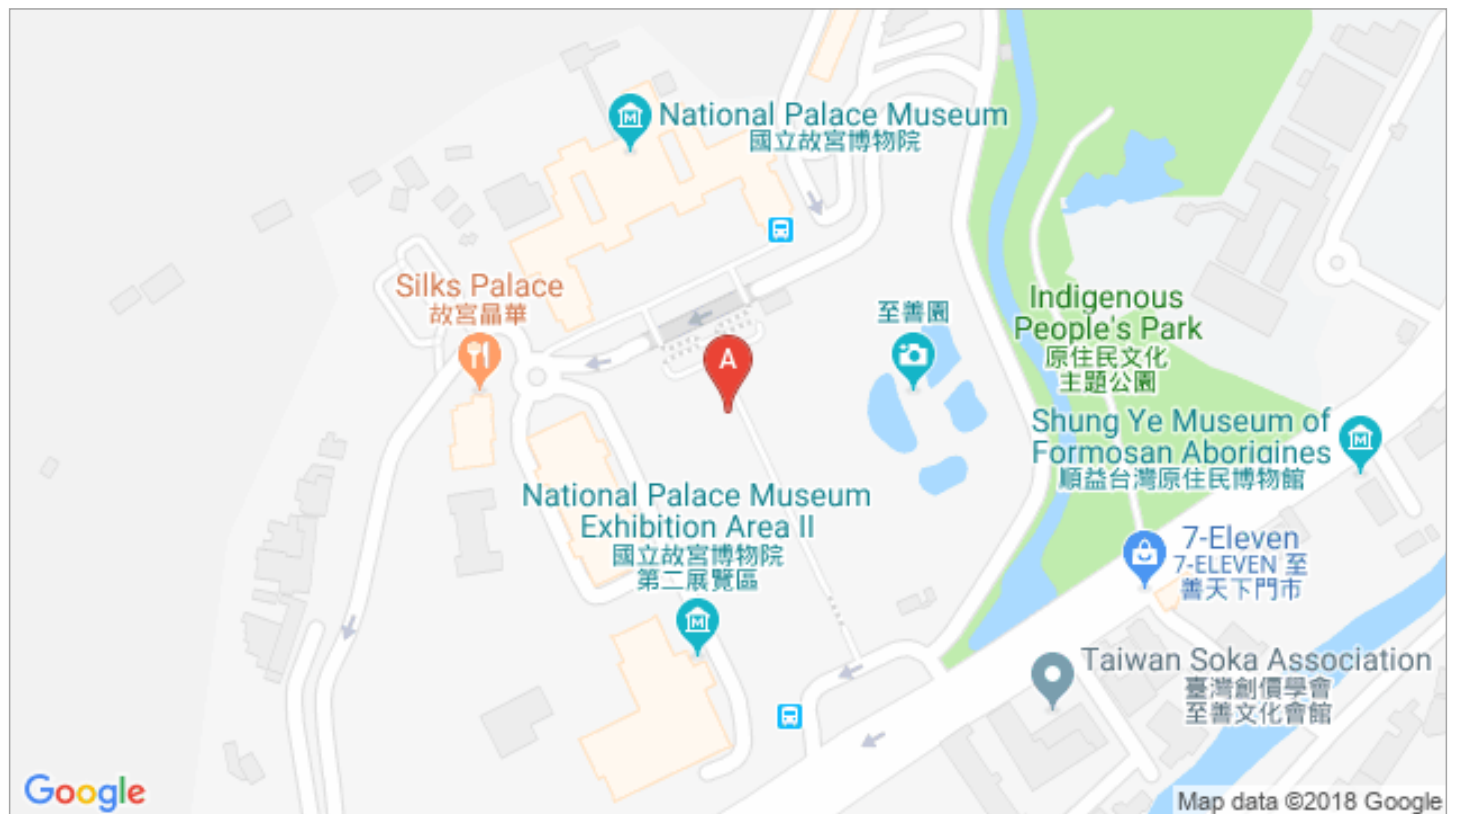 National Palace Museum
國立故宮博物院
Silks Palace
故宮晶華
A
至善園
Indigenous
People's Park
原住民文化
主題公園
Shung Ye Museum of
Formosan Aborigines
順益台灣原住民博物館
National Palace Museum
Exhibition Area II
國立故宮博物院
第二展覽區
7-Eleven
7-ELEVEN 至
善天下門市
Taiwan Soka Association
臺灣創價學會
至善文化會館
Google
Map data ©2018 Google